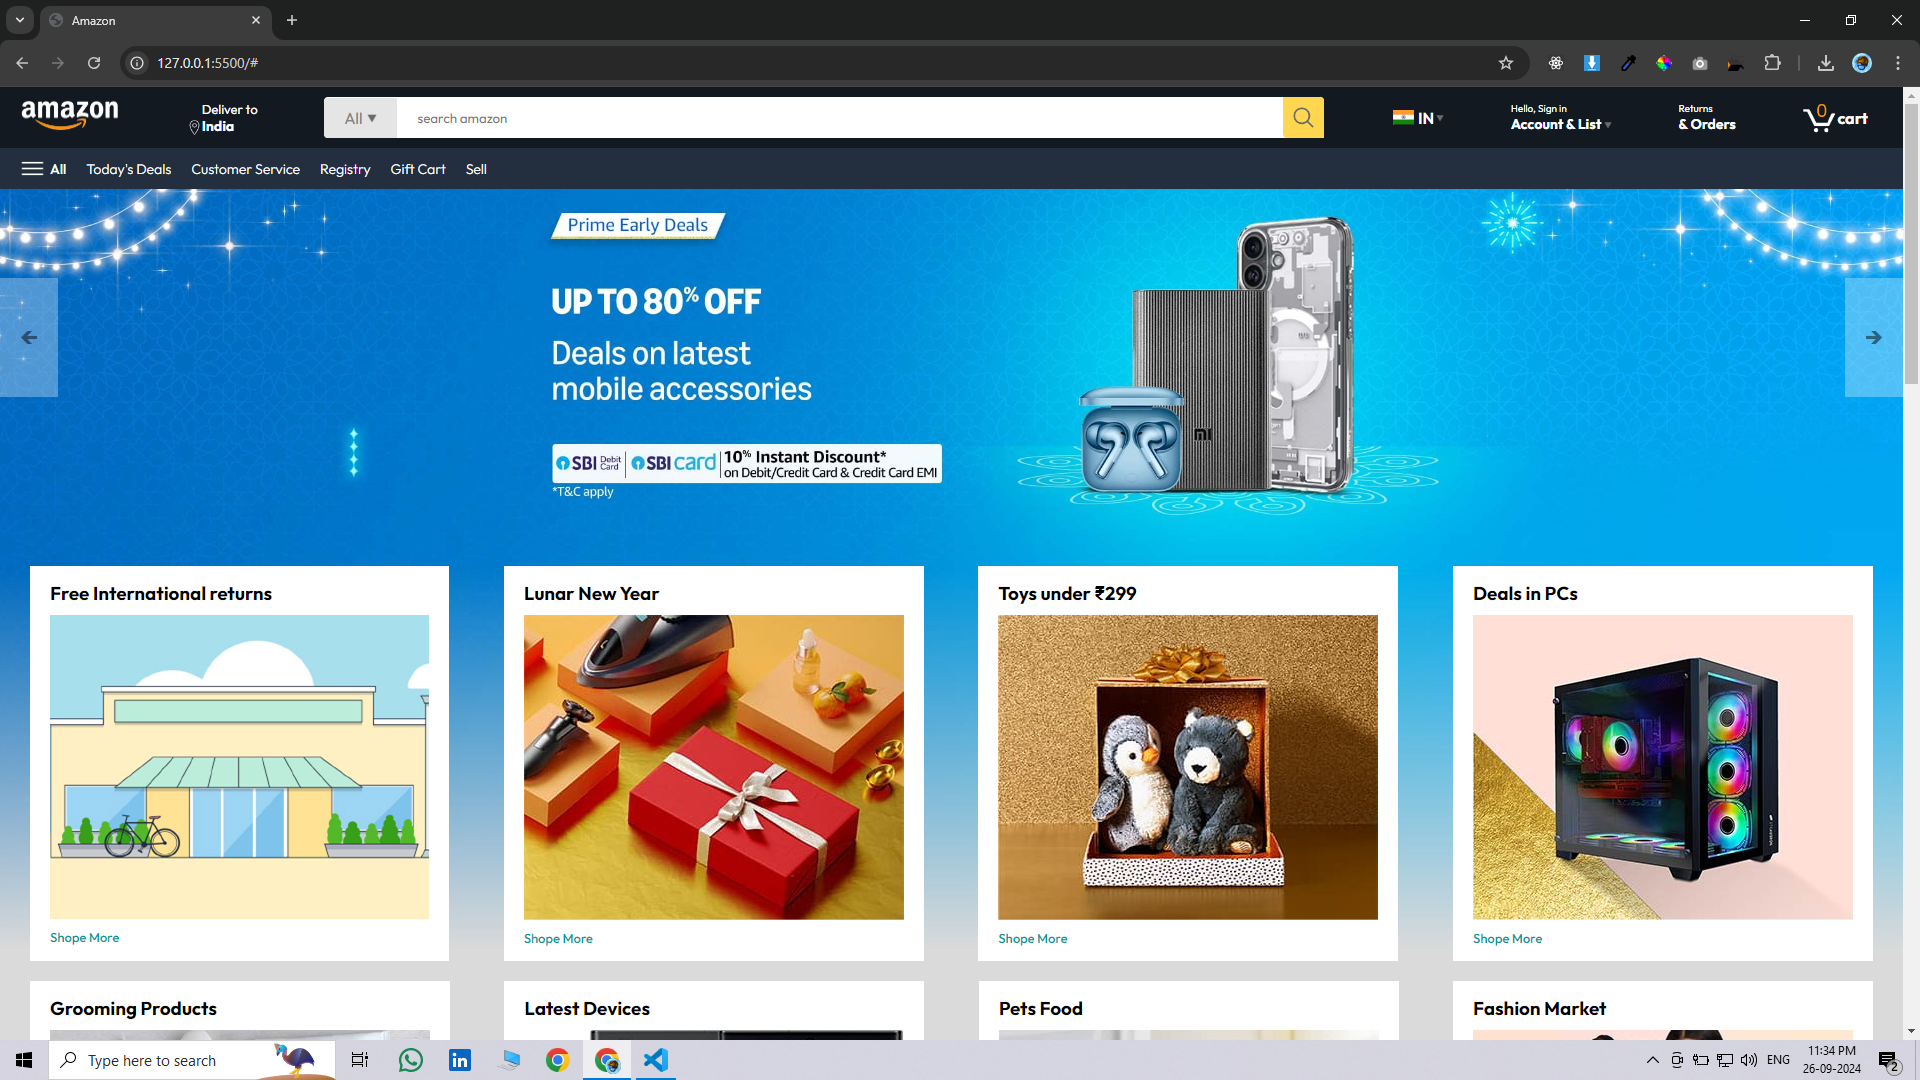 Amazon
127.0.0.1:5500/#
amazon
Deliver to
India
All ▼
search amazon
IN
Hello, Sign in
Account & List
Returns
& Orders
0
cart
All
Today's Deals
Customer Service
Registry
Gift Cart
Sell
Prime Early Deals
UP TO 80% OFF
Deals on latest
mobile accessories
SBI Debit Card
SBI card
10% Instant Discount*
on Debit/Credit Card & Credit Card EMI
*T&C apply
MI
Free International returns
Lunar New Year
Toys under ₹299
Deals in PCs
Shope More
Shope More
Shope More
Shope More
Grooming Products
Latest Devices
Pets Food
Fashion Market
Type here to search
ENG
11:34 PM
26-09-2024
2